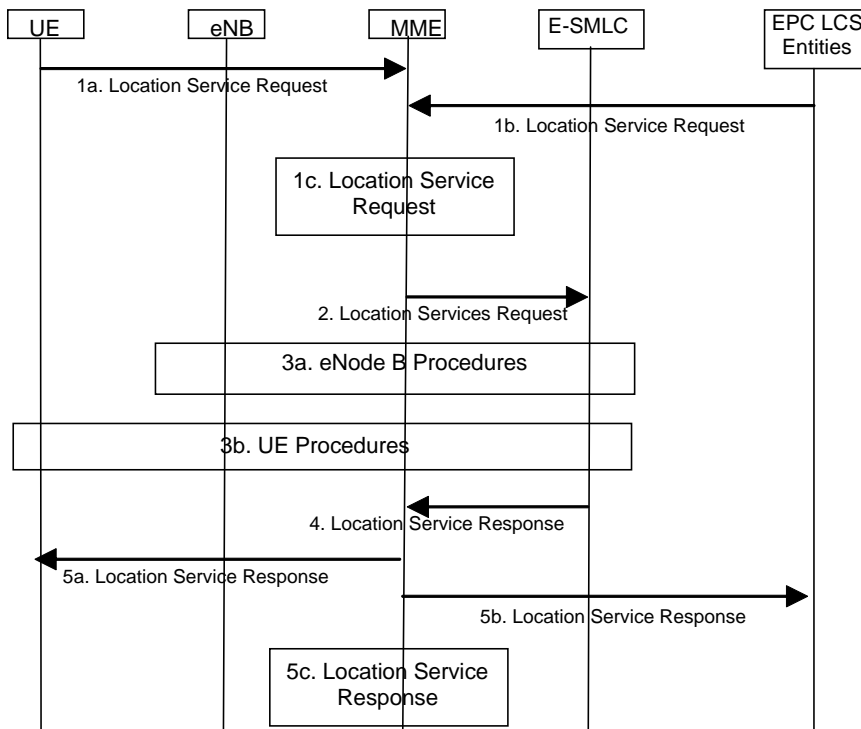 UE
eNB
MME
E-SMLC
EPC LCS
Entities
1a. Location Service Request
1b. Location Service Request
1c. Location Service
Request
2. Location Services Request
3a. eNode B Procedures
3b. UE Procedures
4. Location Service Response
5a. Location Service Response
5b. Location Service Response
5c. Location Service
Response